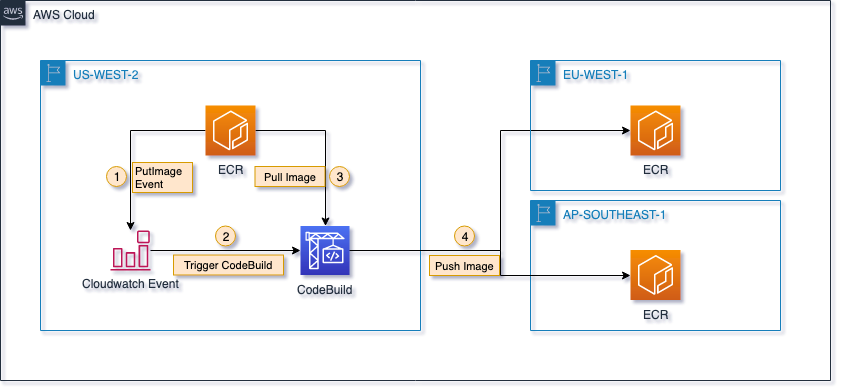 aws
AWS Cloud
US-WEST-2
EU-WEST-1
ECR
ECR
1
PutImage
Event
Pull Image
3
AP-SOUTHEAST-1
2
4
Trigger CodeBuild
Push Image
Cloudwatch Event
CodeBuild
ECR